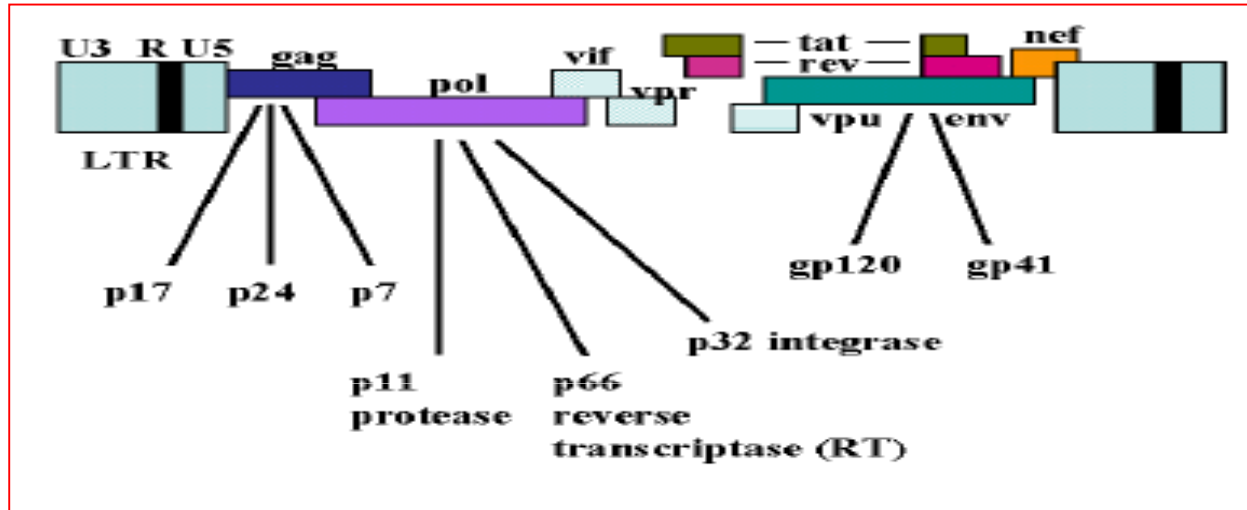 U3 R U5
gag
pol
vif
vpr
tat
rev
nef
vpu
env
LTR
p17
p24
p7
gp120
gp41
p32 integrase
p11
protease
p66
reverse
transcriptase (RT)